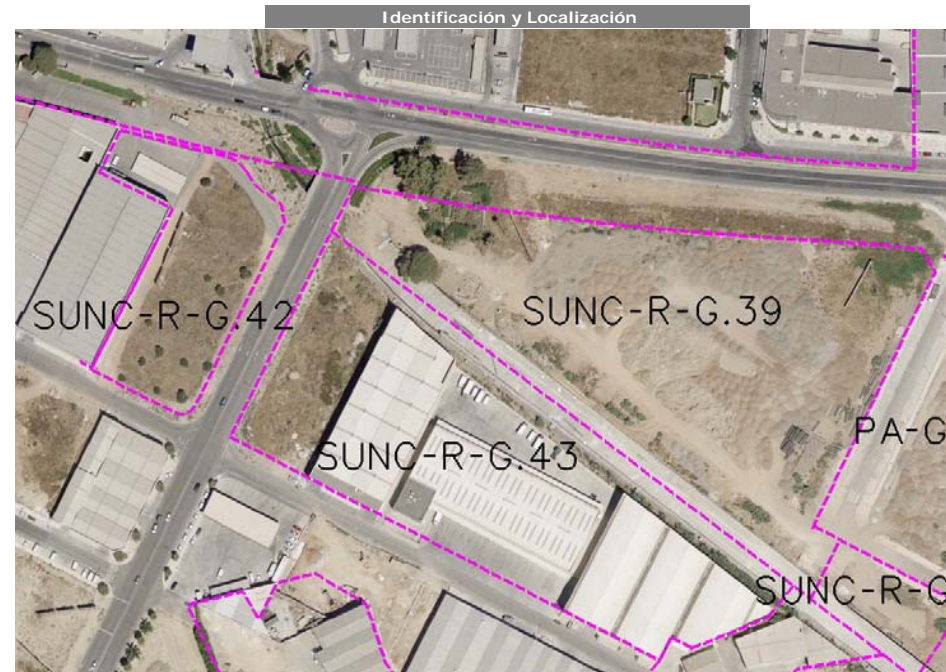 Identificación y Localización
SUNC-R-G.42
SUNC-R-G.39
PA-G
SUNC-R-G.43
SUNC-R-G